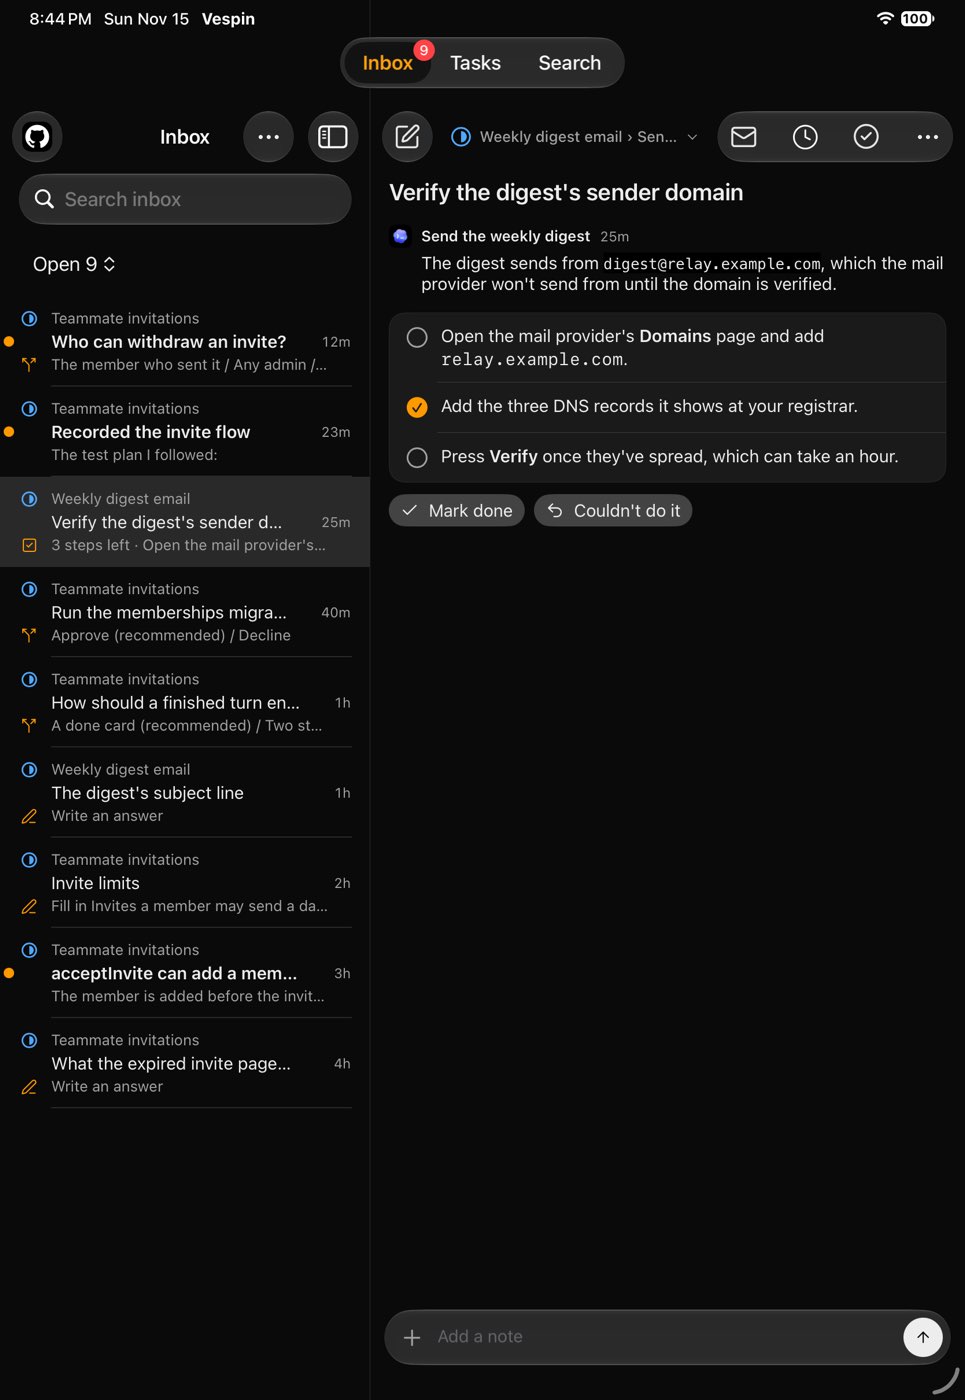 8:44 PM Sun Nov 15 Vespin
100
Inbox 9 Tasks Search
Inbox
Search inbox
Open 9
Teammate invitations
Who can withdraw an invite? 12m
The member who sent it / Any admin /...
Teammate invitations
Recorded the invite flow 23m
The test plan I followed:
Weekly digest email
Verify the digest's sender d... 25m
3 steps left · Open the mail provider's...
Teammate invitations
Run the memberships migra... 40m
Approve (recommended) / Decline
Teammate invitations
How should a finished turn en... 1h
A done card (recommended) / Two st...
Weekly digest email
The digest's subject line 1h
Write an answer
Teammate invitations
Invite limits 2h
Fill in Invites a member may send a da...
Teammate invitations
acceptInvite can add a mem... 3h
The member is added before the invit...
Teammate invitations
What the expired invite page... 4h
Write an answer
Weekly digest email › Sen...
Verify the digest's sender domain
Send the weekly digest 25m
The digest sends from digest@relay.example.com, which the mail
provider won't send from until the domain is verified.
Open the mail provider's Domains page and add
relay.example.com.
Add the three DNS records it shows at your registrar.
Press Verify once they've spread, which can take an hour.
Mark done Couldn't do it
Add a note